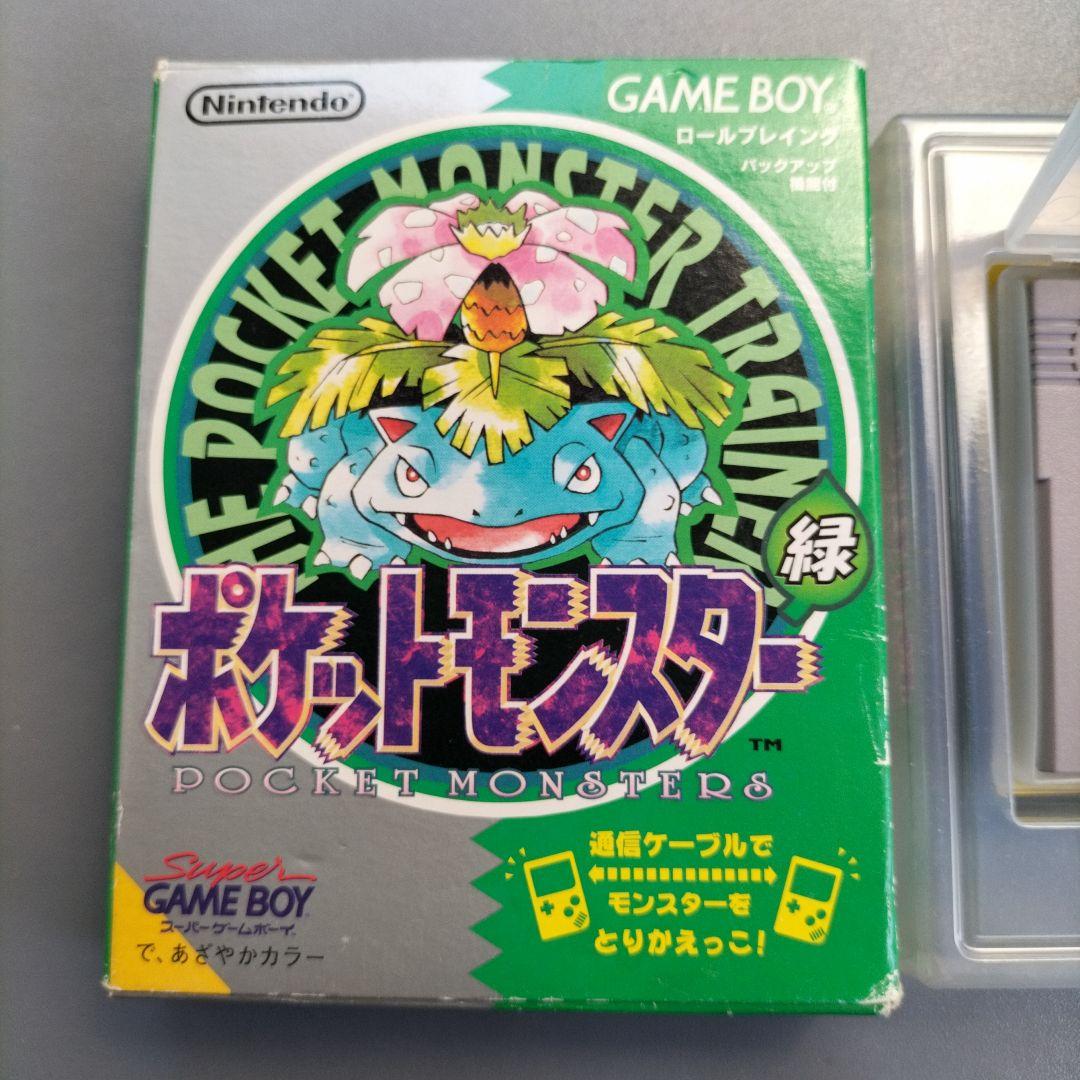 Nintendo
GAME BOY™
ロールプレイング
バックアップ
機能付
THE POCKET MONSTER TRAINER
緑
ポケットモンスター
™
POCKET MONSTERS
Super
GAME BOY™
スーパーゲームボーイ
で、あざやかカラー
通信ケーブルで
モンスターを
とりかえっこ!